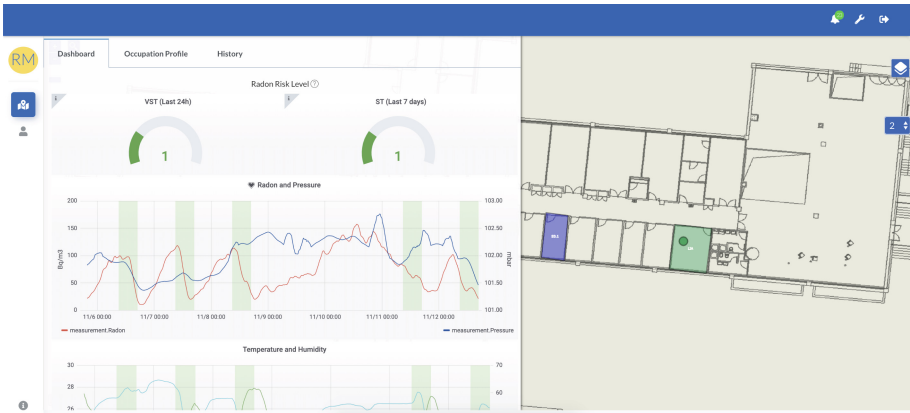 RM
Dashboard Occupation Profile History
Radon Risk Level ?
i VST (Last 24h) i ST (Last 7 days)
1 1
2
Radon and Pressure
200 103.00
150 102.50
100 102.00
50 101.50
0 101.00
Bq/m3 mbar
11/6 00:00 11/7 00:00 11/8 00:00 11/9 00:00 11/10 00:00 11/11 00:00 11/12 00:00
measurement.Radon measurement.Pressure
Temperature and Humidity
30 70
28 60
26